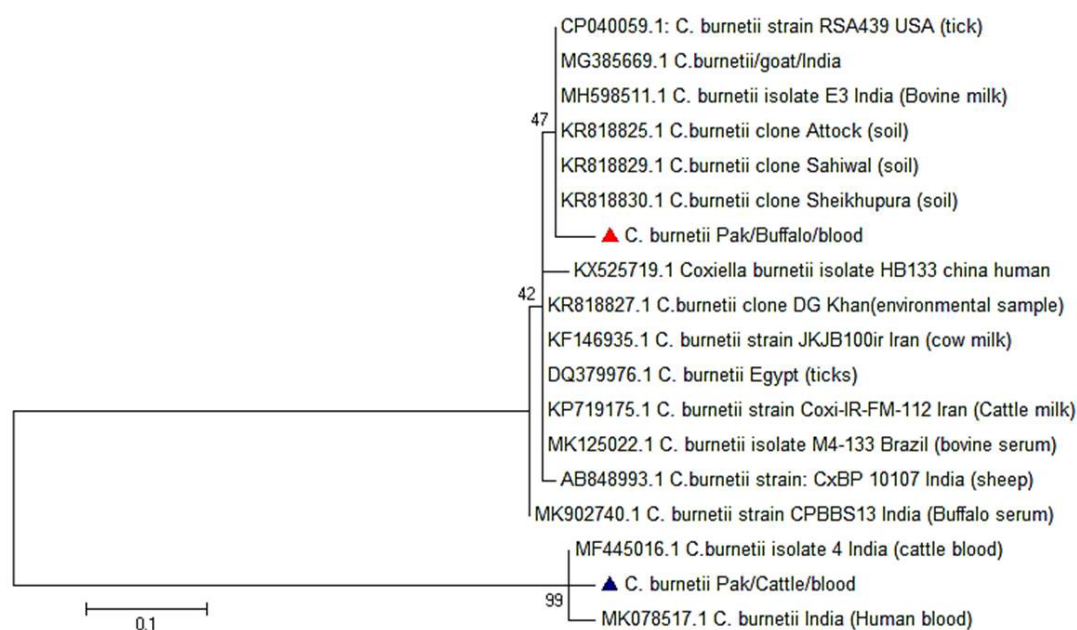 CP040059.1: C. burnetii strain RSA439 USA (tick)
MG385669.1 C.burnetii/goat/India
MH598511.1 C. burnetii isolate E3 India (Bovine milk)
47
KR818825.1 C.burnetii clone Attock (soil)
KR818829.1 C.burnetii clone Sahiwal (soil)
KR818830.1 C.burnetii clone Sheikhupura (soil)
C. burnetii Pak/Buffalo/blood
KX525719.1 Coxiella burnetii isolate HB133 china human
42
KR818827.1 C.burnetii clone DG Khan(environmental sample)
KF146935.1 C. burnetii strain JKJB100ir Iran (cow milk)
DQ379976.1 C. burnetii Egypt (ticks)
KP719175.1 C. burnetii strain Coxi-IR-FM-112 Iran (Cattle milk)
MK125022.1 C. burnetii isolate M4-133 Brazil (bovine serum)
AB848993.1 C.burnetii strain: CxBP 10107 India (sheep)
MK902740.1 C. burnetii strain CPBBS13 India (Buffalo serum)
MF445016.1 C.burnetii isolate 4 India (cattle blood)
C. burnetii Pak/Cattle/blood
99
MK078517.1 C. burnetii India (Human blood)
0.1